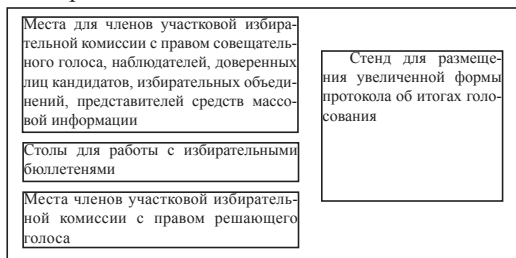 Места для членов участковой избира-
тельной комиссии с правом совещатель-
ного голоса, наблюдателей, доверенных
лиц кандидатов, избирательных объеди-
нений, представителей средств массо-
вой информации
Столы для работы с избирательными
бюллетенями
Места членов участковой избиратель-
ной комиссии с правом решающего
голоса
Стенд для размеще-
ния увеличенной формы
протокола об итогах голо-
сования